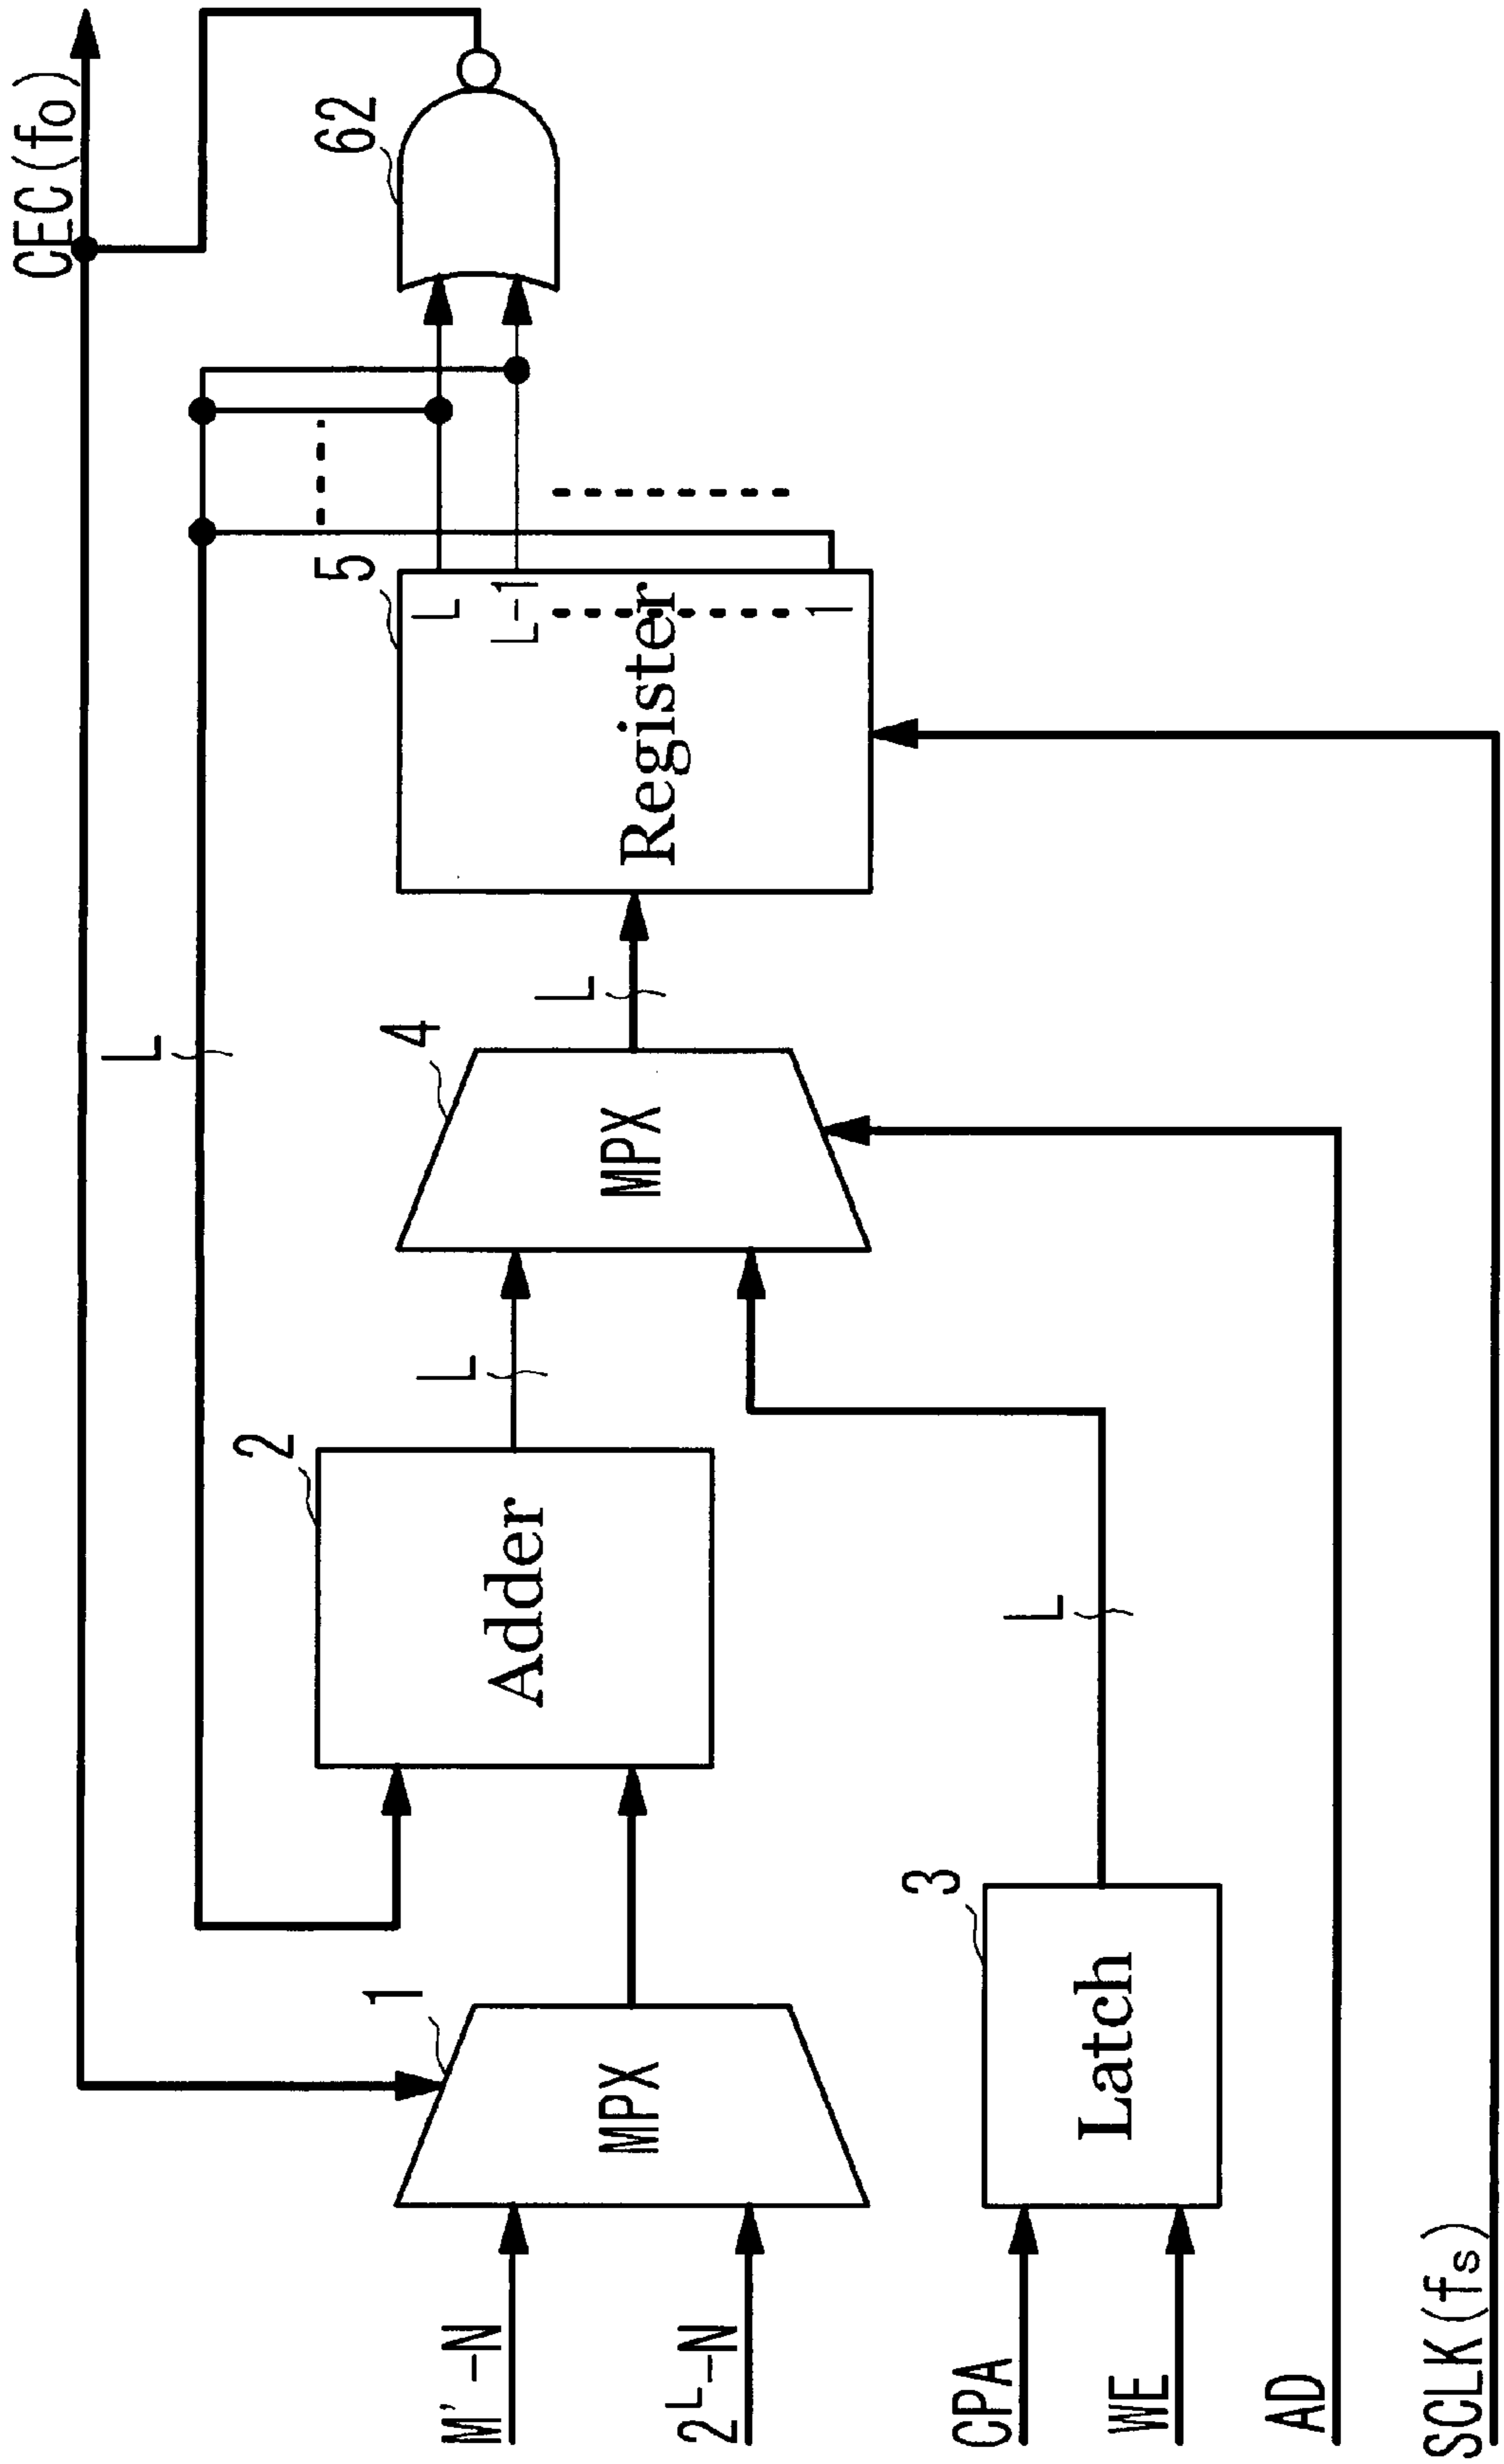 CEC(fo)
62
5
L
L-1
1
Register
L
4
L
MPX
2
L
Adder
L
3
1
Latch
MPX
M'-N
2ᴸ-N
CPA
WE
AD
SCLK(fs)